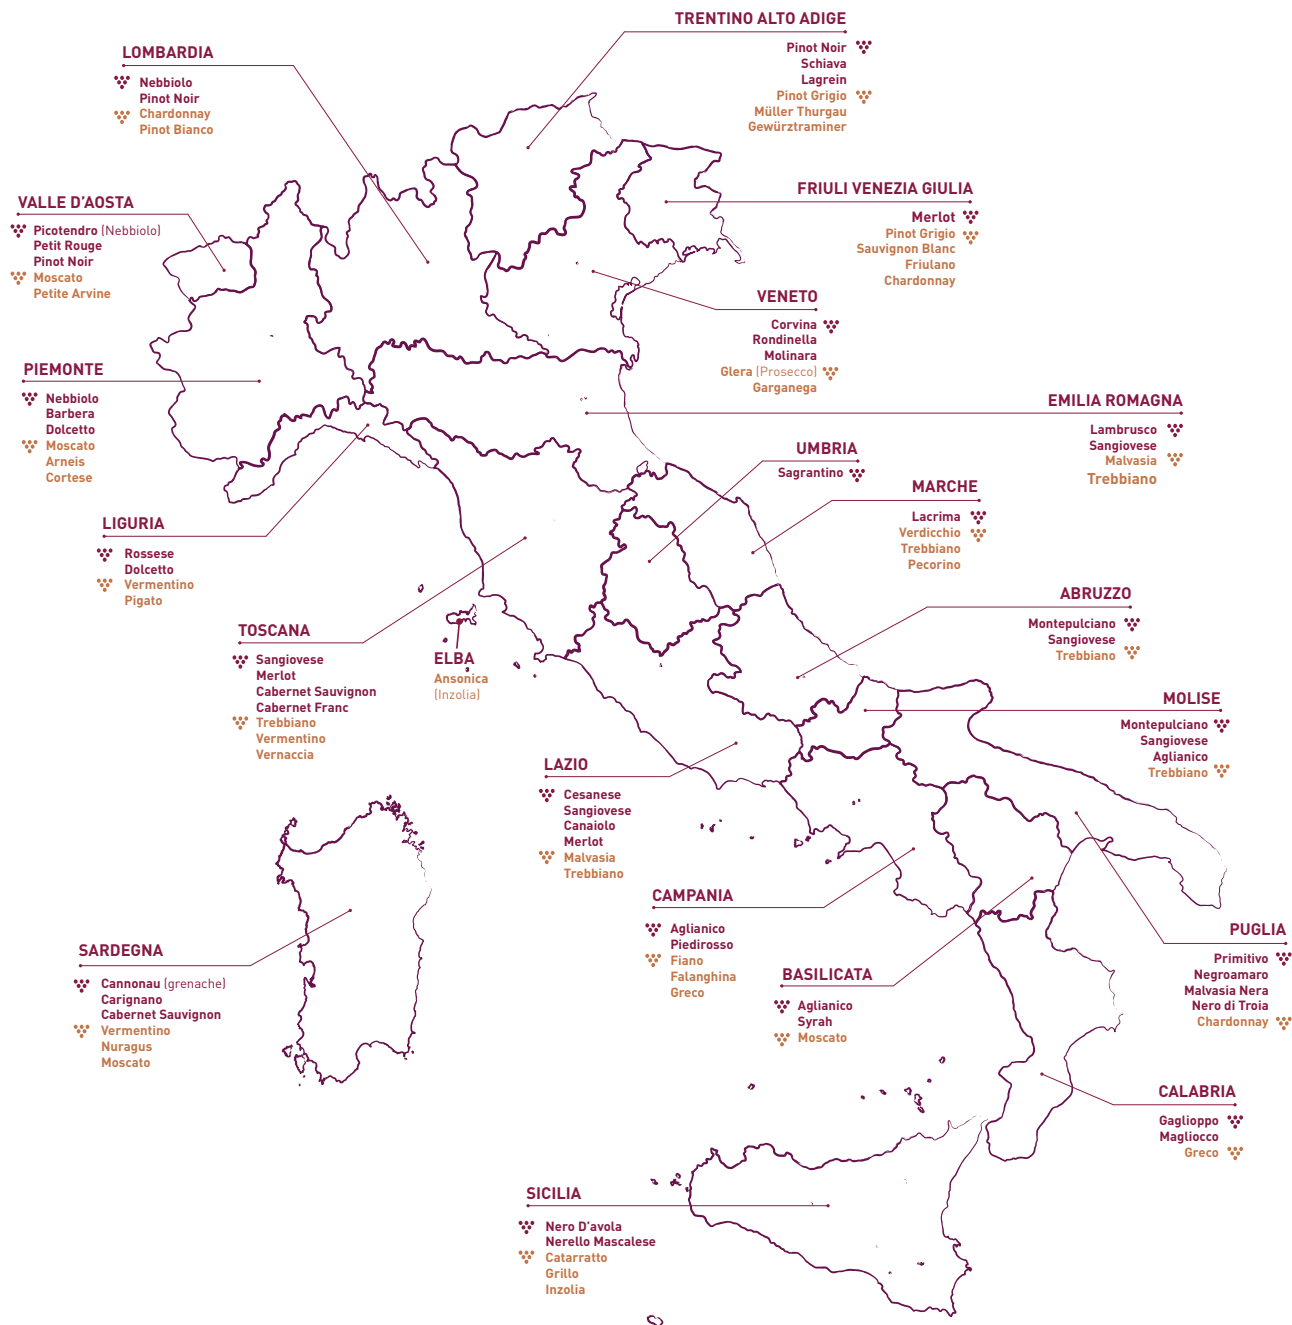 TRENTINO ALTO ADIGE
Pinot Noir
Schiava
Lagrein
Pinot Grigio
Müller Thurgau
Gewürztraminer
LOMBARDIA
Nebbiolo
Pinot Noir
Chardonnay
Pinot Bianco
FRIULI VENEZIA GIULIA
Merlot
Pinot Grigio
Sauvignon Blanc
Friulano
Chardonnay
VALLE D'AOSTA
Picotendro (Nebbiolo)
Petit Rouge
Pinot Noir
Moscato
Petite Arvine
VENETO
Corvina
Rondinella
Molinara
Glera (Prosecco)
Garganega
PIEMONTE
Nebbiolo
Barbera
Dolcetto
Moscato
Arneis
Cortese
EMILIA ROMAGNA
Lambrusco
Sangiovese
Malvasia
Trebbiano
UMBRIA
Sagrantino
MARCHE
Lacrima
Verdicchio
Trebbiano
Pecorino
LIGURIA
Rossese
Dolcetto
Vermentino
Pigato
ABRUZZO
Montepulciano
Sangiovese
Trebbiano
TOSCANA
Sangiovese
Merlot
Cabernet Sauvignon
Cabernet Franc
Trebbiano
Vermentino
Vernaccia
ELBA
Ansonica
(Inzolia)
MOLISE
Montepulciano
Sangiovese
Aglianico
Trebbiano
LAZIO
Cesanese
Sangiovese
Canaiolo
Merlot
Malvasia
Trebbiano
CAMPANIA
Aglianico
Piedirosso
Fiano
Falanghina
Greco
PUGLIA
Primitivo
Negroamaro
Malvasia Nera
Nero di Troia
Chardonnay
SARDEGNA
Cannonau (grenache)
Carignano
Cabernet Sauvignon
Vermentino
Nuragus
Moscato
BASILICATA
Aglianico
Syrah
Moscato
CALABRIA
Gaglioppo
Magliocco
Greco
SICILIA
Nero D'avola
Nerello Mascalese
Catarratto
Grillo
Inzolia